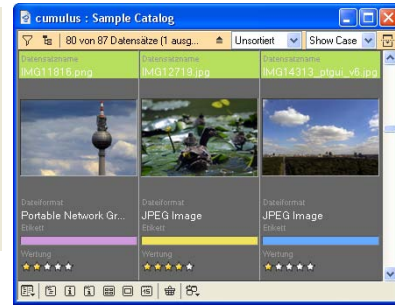 cumulus : Sample Catalog
80 von 87 Datensätze (1 ausg... Unsortiert Show Case
Datensatzname Datensatzname Datensatzname
IMG11816.png IMG12719.jpg IMG14313_ptgui_v6.jpg
Dateiformat Dateiformat Dateiformat
Portable Network Gr... JPEG Image JPEG Image
Etikett Etikett Etikett
Wertung Wertung Wertung